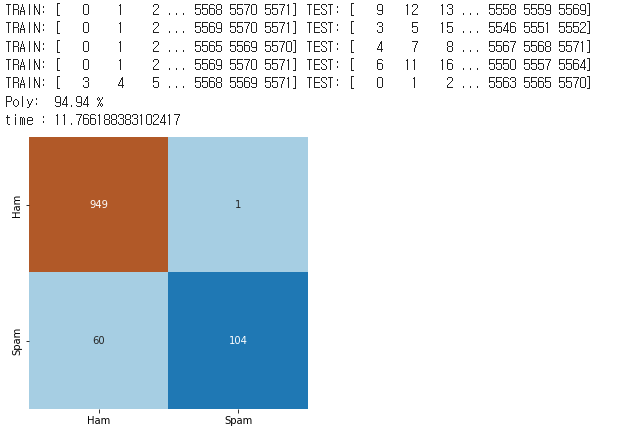 TRAIN: [   0    1    2 ... 5568 5570 5571] TEST: [   9   12   13 ... 5558 5559 5569]
TRAIN: [   0    1    2 ... 5569 5570 5571] TEST: [   3    5   15 ... 5546 5551 5552]
TRAIN: [   0    1    2 ... 5565 5569 5570] TEST: [   4    7    8 ... 5567 5568 5571]
TRAIN: [   0    1    2 ... 5569 5570 5571] TEST: [   6   11   16 ... 5550 5557 5564]
TRAIN: [   3    4    5 ... 5568 5569 5571] TEST: [   0    1    2 ... 5563 5565 5570]
Poly:  94.94 %
time : 11.766188383102417
Ham
949
1
Spam
60
104
Ham
Spam